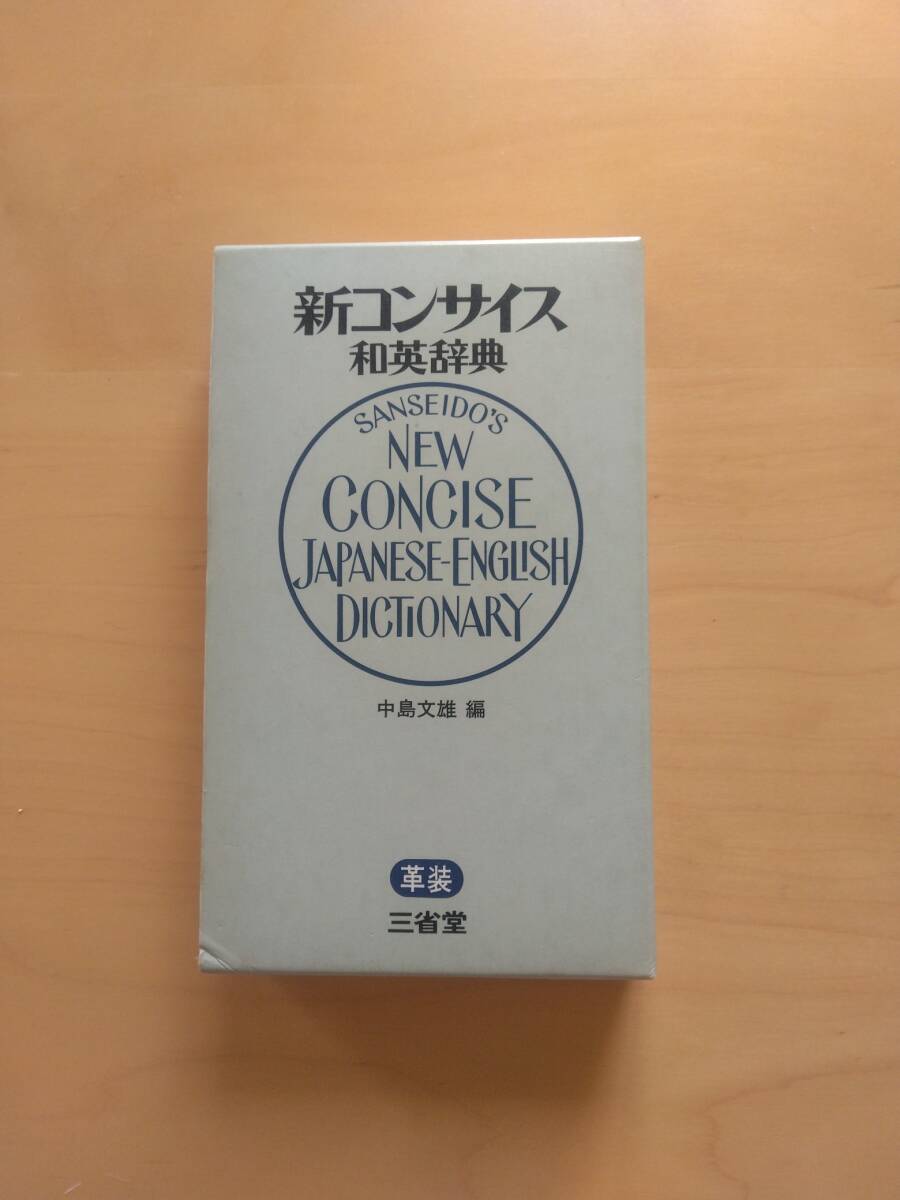 新コンサイス
和英辞典
SANSEIDO'S
NEW
CONCISE
JAPANESE-ENGLISH
DICTIONARY
中島文雄 編
革装
三省堂